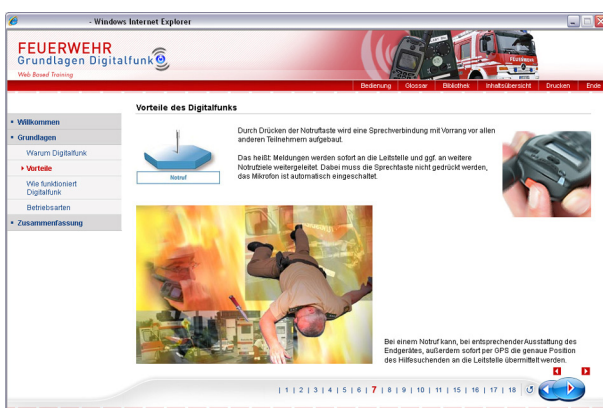 - Windows Internet Explorer
FEUERWEHR
Grundlagen Digitalfunk
Web Based Training
FEUERWEHR
Bedienung Glossar Bibliothek Inhaltsübersicht Drucken Ende
Vorteile des Digitalfunks
Willkommen
Grundlagen
Warum Digitalfunk
Vorteile
Wie funktioniert
Digitalfunk
Betriebsarten
Zusammenfassung
Notruf
Durch Drücken der Notruftaste wird eine Sprechverbindung mit Vorrang vor allen
anderen Teilnehmern aufgebaut.
Das heißt: Meldungen werden sofort an die Leitstelle und ggf. an weitere
Notrufziele weitergeleitet. Dabei muss die Sprechtaste nicht gedrückt werden,
das Mikrofon ist automatisch eingeschaltet.
Bei einem Notruf kann, bei entsprechender Ausstattung des
Endgerätes, außerdem sofort per GPS die genaue Position
des Hilfesuchenden an die Leitstelle übermittelt werden.
| 1 | 2 | 3 | 4 | 5 | 6 | 7 | 8 | 9 | 10 | 11 | 15 | 16 | 17 | 18 |